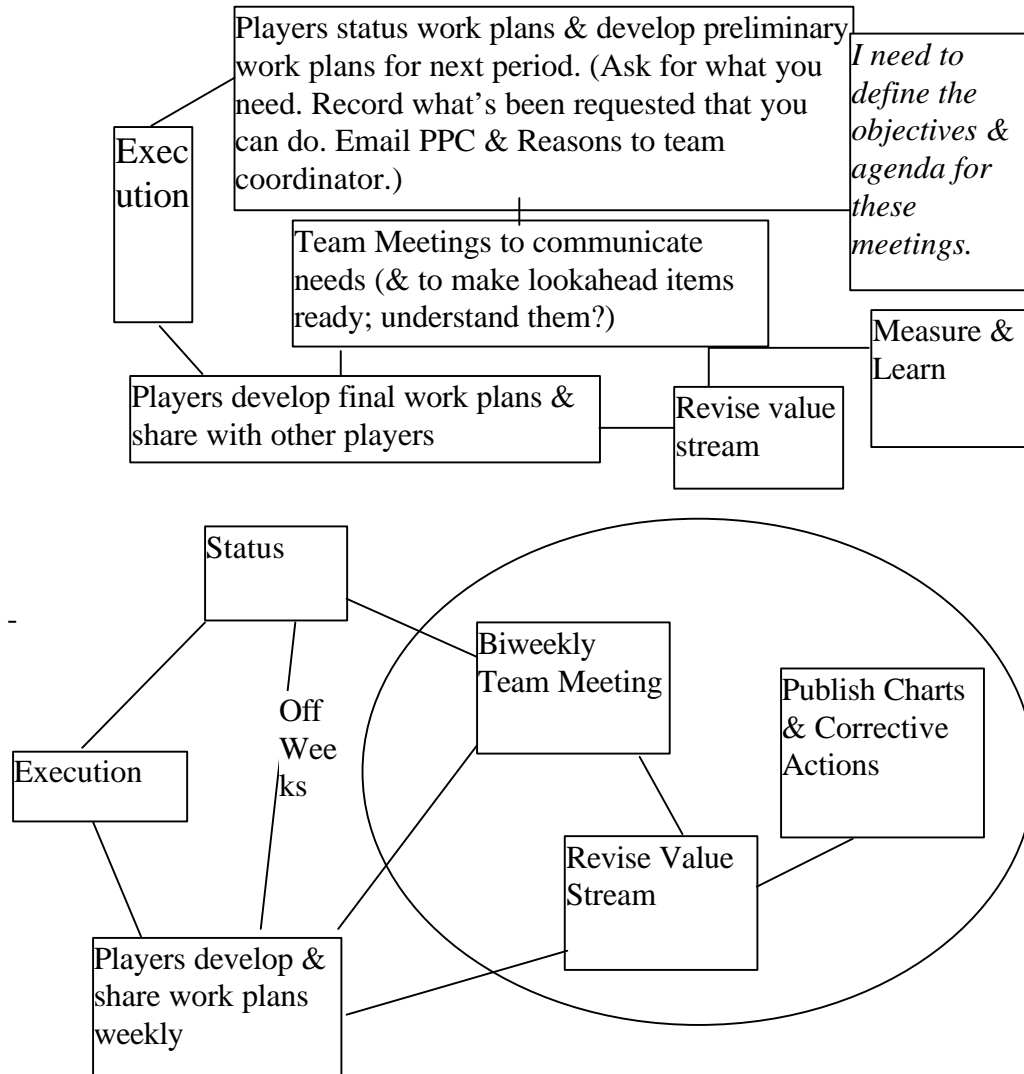 Players status work plans & develop preliminary
work plans for next period. (Ask for what you
need. Record what’s been requested that you
can do. Email PPC & Reasons to team
coordinator.)
I need to
define the
objectives &
agenda for
these
meetings.
Exec
ution
Team Meetings to communicate
needs (& to make lookahead items
ready; understand them?)
Measure &
Learn
Players develop final work plans &
share with other players
Revise value
stream
Status
-
Biweekly
Team Meeting
Publish Charts
& Corrective
Actions
Off
Wee
ks
Execution
Revise Value
Stream
Players develop &
share work plans
weekly